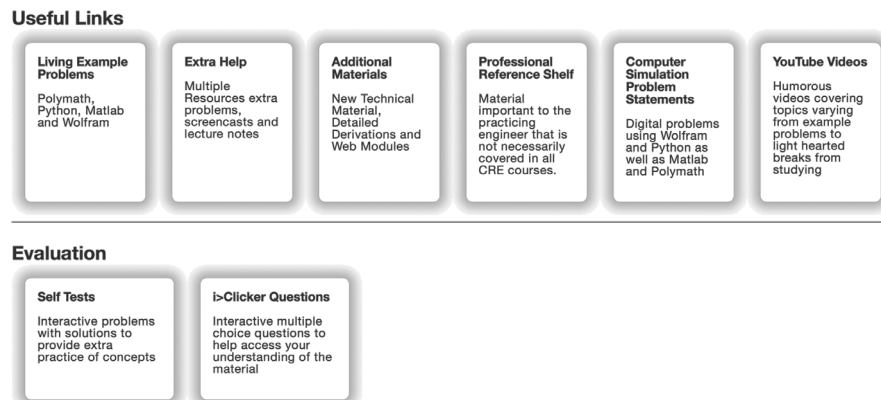 Useful Links
Living Example
Problems
Polymath,
Python, Matlab
and Wolfram
Extra Help
Multiple
Resources extra
problems,
screencasts and
lecture notes
Additional
Materials
New Technical
Material,
Detailed
Derivations and
Web Modules
Professional
Reference Shelf
Material
important to the
practicing
engineer that is
not necessarily
covered in all
CRE courses.
Computer
Simulation
Problem
Statements
Digital problems
using Wolfram
and Python as
well as Matlab
and Polymath
YouTube Videos
Humorous
videos covering
topics varying
from example
problems to
light hearted
breaks from
studying
Evaluation
Self Tests
Interactive problems
with solutions to
provide extra
practice of concepts
i>Clicker Questions
Interactive multiple
choice questions to
help access your
understanding of the
material